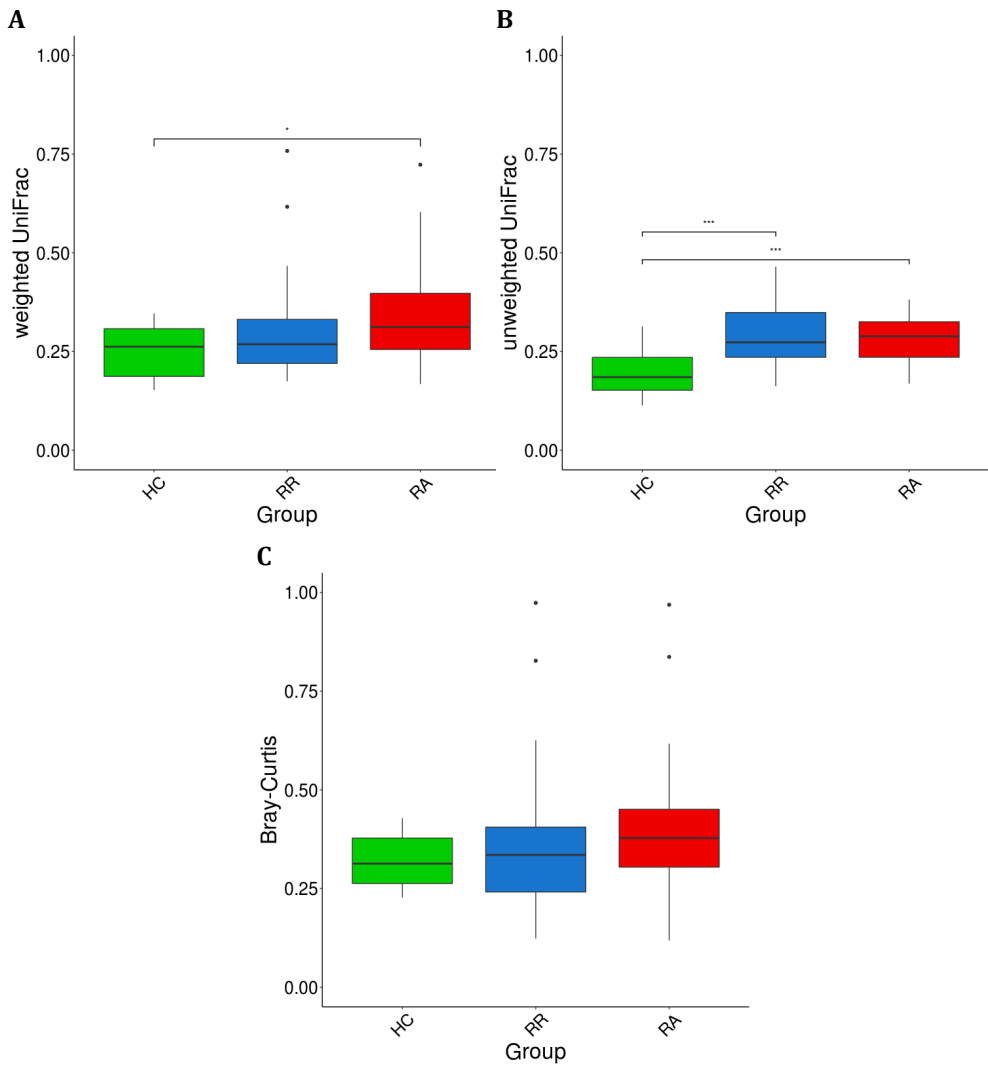 A
weighted UniFrac
1.00
0.75
0.50
0.25
0.00
*
HC
RR
RA
Group
B
unweighted UniFrac
1.00
0.75
0.50
0.25
0.00
***
***
HC
RR
RA
Group
C
Bray-Curtis
1.00
0.75
0.50
0.25
0.00
HC
RR
RA
Group